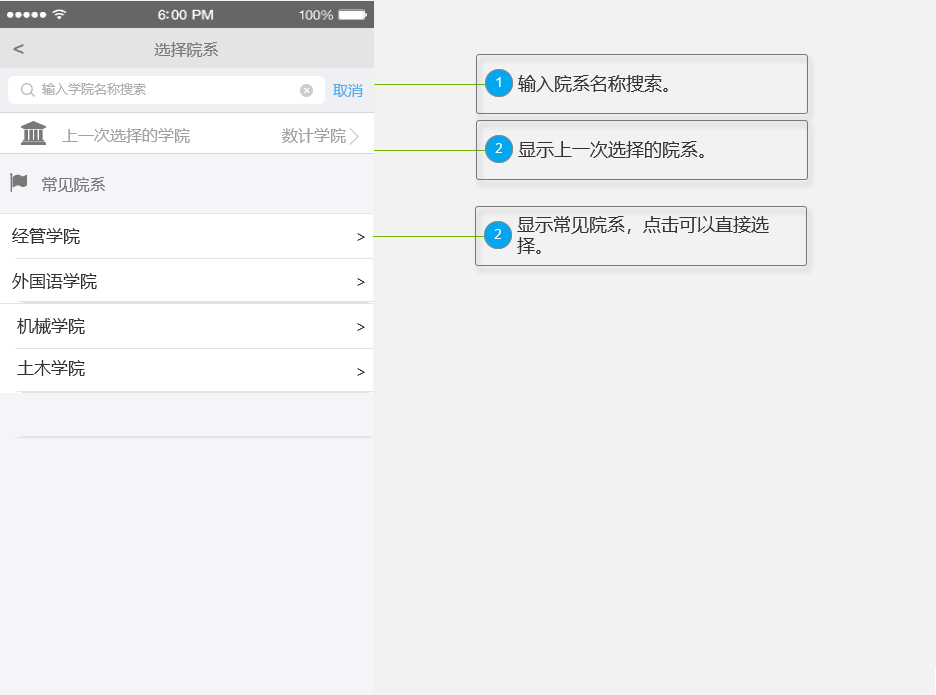 6:00 PM 100%
< 选择院系
输入学院名称搜索 取消
上一次选择的学院 数计学院
常见院系
经管学院 >
外国语学院 >
机械学院 >
土木学院 >
1 输入院系名称搜索。
2 显示上一次选择的院系。
2 显示常见院系，点击可以直接选
择。